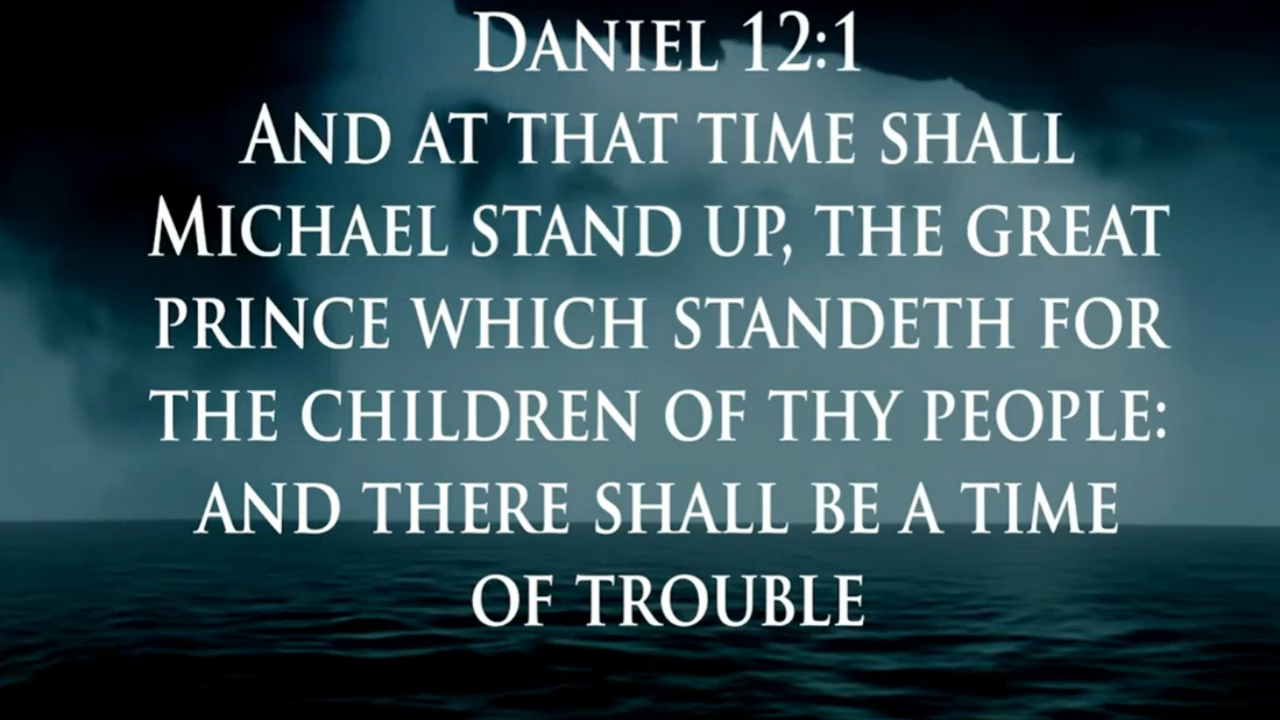 Daniel 12:1
And at that time shall
Michael stand up, the great
prince which standeth for
the children of thy people:
and there shall be a time
of trouble